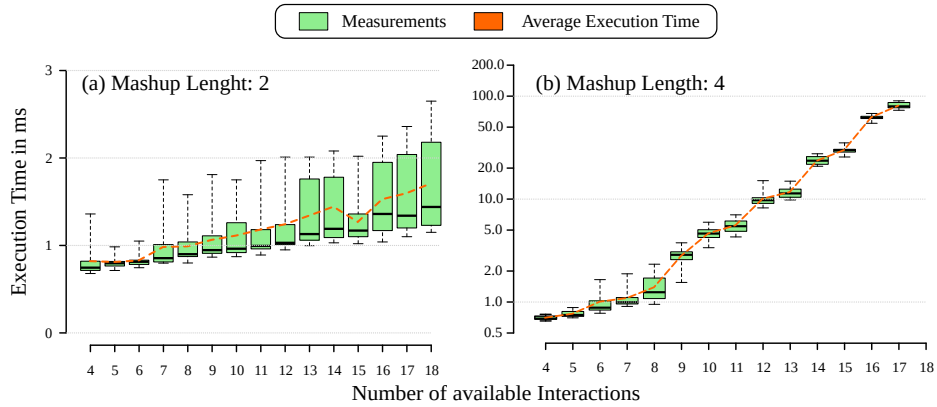 Measurements Average Execution Time
(a) Mashup Lenght: 2
(b) Mashup Length: 4
Execution Time in ms
3
2
1
0
4 5 6 7 8 9 10 11 12 13 14 15 16 17 18
200.0
100.0
50.0
20.0
10.0
5.0
2.0
1.0
0.5
4 5 6 7 8 9 10 11 12 13 14 15 16 17 18
Number of available Interactions